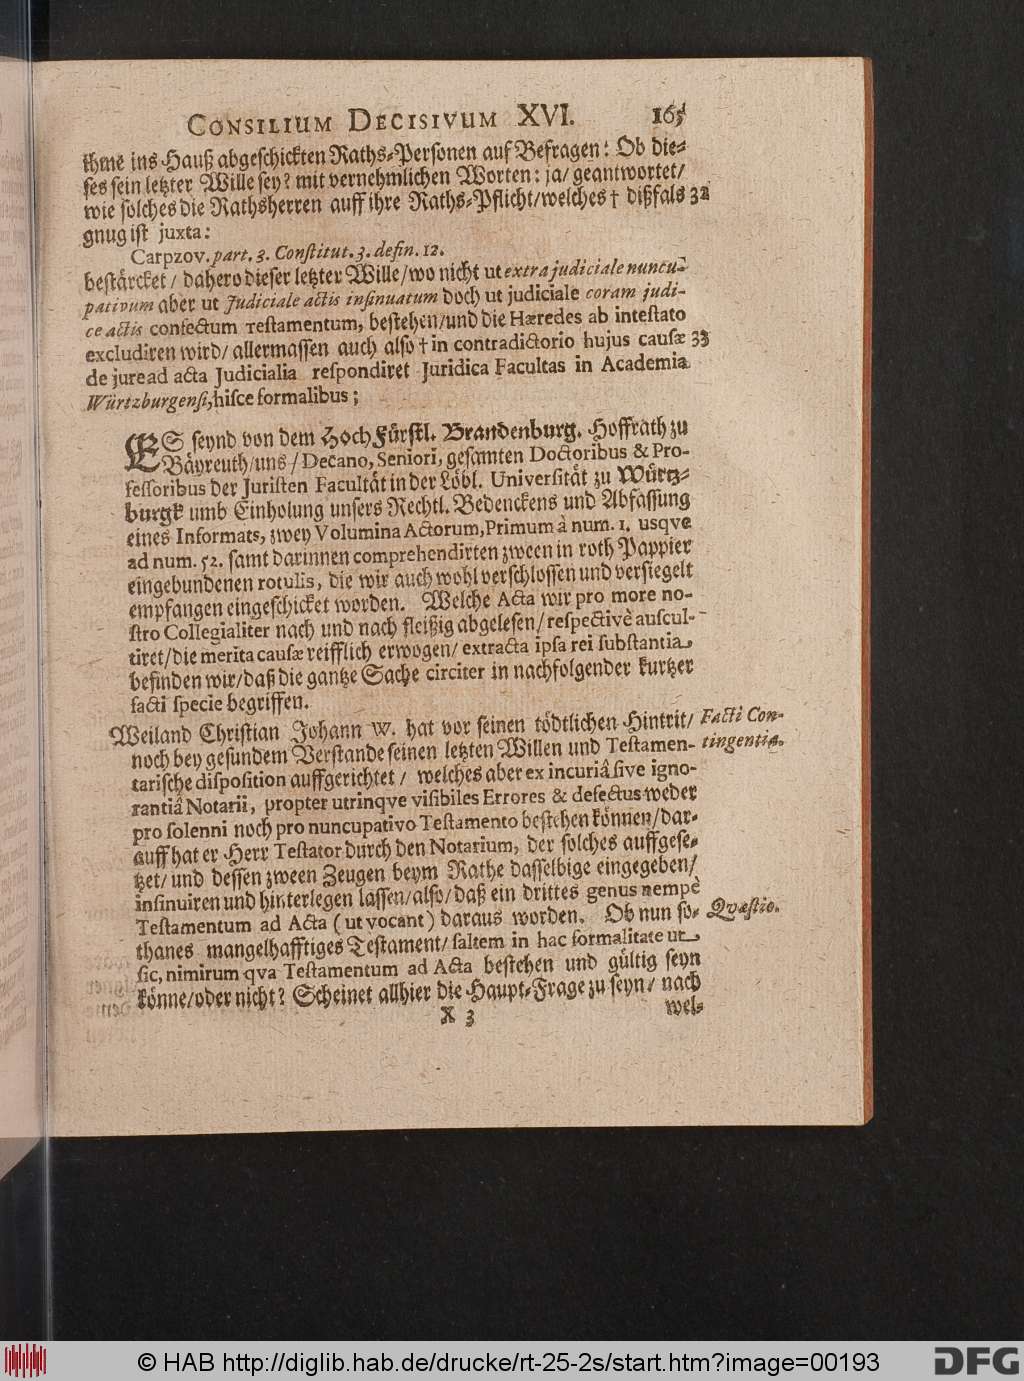 CONSILIUM DECISIVUM XVI. 165
ihme ins Hauß abgeschickten Raths-Personen auf Befragen: Ob die-
ses sein letzter Wille sey? mit vernehmlichen Worten: ja/ geantwortet/
wie solches die Rathsherren auff ihre Raths-Pflicht/welches † dißfals 32
gnug ist juxta:
Carpzov. part. 3. Constitut. 3. defin. 12.
bestärcket/ dahero dieser letzter Wille/wo nicht ut extrajudiciale nuncu-
pativum aber ut Judiciale actis insinuatum doch ut judiciale coram judi-
ce actis confectum Testamentum, bestehen/und die Hæredes ab intestato
excludiren wird/ allermassen auch also † in contradictorio hujus causæ 33
de jure ad acta Judicialia respondiret Juridica Facultas in Academia
Würtzburgensi, hisce formalibus;
ES seynd von dem Hoch Fürstl. Brandenburg. Hoffrath zu
Bäyreuth/uns/ Decano, Seniori, gesamten Doctoribus & Pro-
fessoribus der Juristen Facultät in der Löbl. Universität zu Würtz-
burgk umb Einholung unsers Rechtl. Bedenckens und Abfassung
eines Informats, zwey Volumina Actorum, Primum à num. 1. usqve
ad num. 52. samt darinnen comprehendirten zween in roth Pappier
eingebundenen rotulis, die wir auch wohl verschlossen und versiegelt
empfangen eingeschicket worden. Welche Acta wir pro more no-
stro Collegialiter nach und nach fleißig abgelesen/ respectivè auscul-
tiret/die merita causæ reifflich erwogen/ extracta ipsa rei substantia
befinden wir/daß die gantze Sache circiter in nachfolgender kurtzer
facti specie begriffen.
Weiland Christian Johann W. hat vor seinen tödtlichen Hintrit/ Facti Con-
noch bey gesundem Verstande seinen letzten Willen und Testamen- tingentia.
tarische disposition auffgerichtet/ welches aber ex incuriâ sive igno-
rantiâ Notarii, propter utrinqve visibiles Errores & defectus weder
pro solenni noch pro nuncupativo Testamento bestehen können/dar-
auff hat er Herr Testator durch den Notarium, der solches auffgese-
tzet/ und dessen zween Zeugen beym Rathe dasselbige eingegeben/
insinuiren und hinterlegen lassen/also/daß ein drittes genus nempè
Testamentum ad Acta (ut vocant) daraus worden. Ob nun so- Qvæstio.
thanes mangelhafftiges Testament/ saltem in hac formalitate ut
sic, nimirum qva Testamentum ad Acta bestehen und gültig seyn
könne/oder nicht? Scheinet allhier die Haupt-Frage zu seyn/ nach
X 3 wel-
© HAB http://diglib.hab.de/drucke/rt-25-2s/start.htm?image=00193 DFG